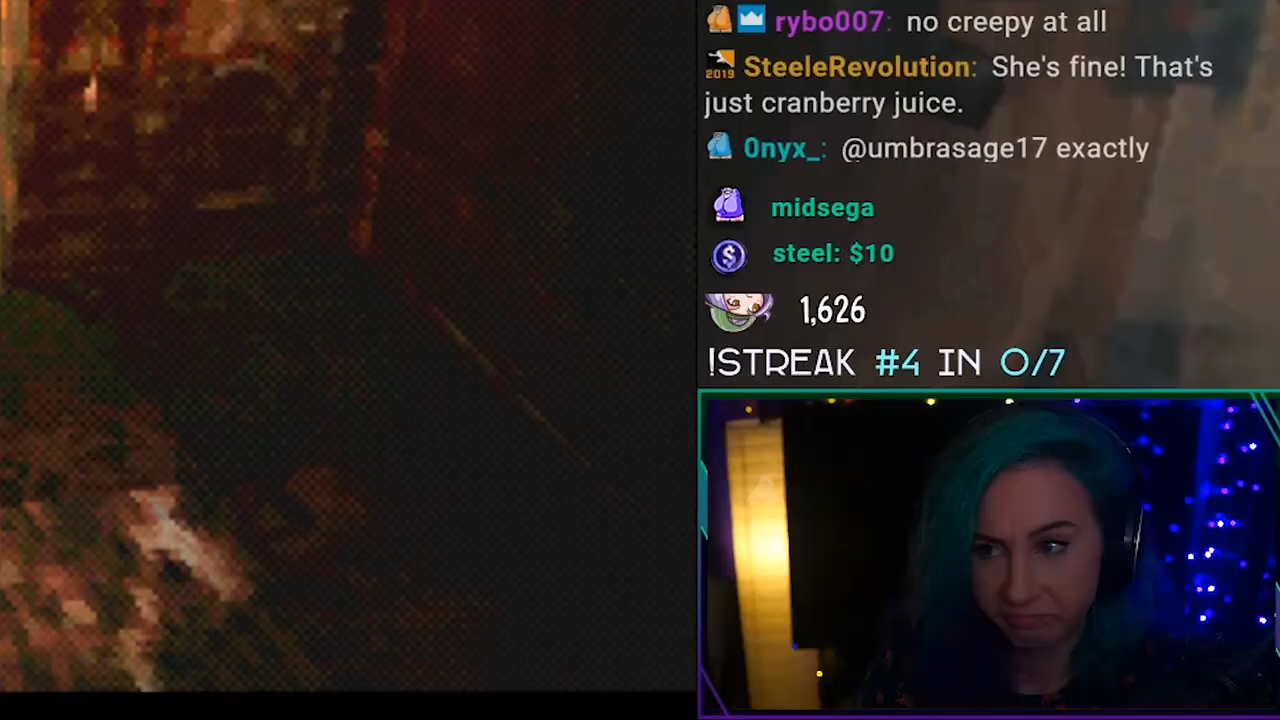 rybo007: no creepy at all
2019 SteeleRevolution: She's fine! That's
just cranberry juice.
0nyx_: @umbrasage17 exactly
midsega
$ steel: $10
1,626
!STREAK #4 IN 0/7